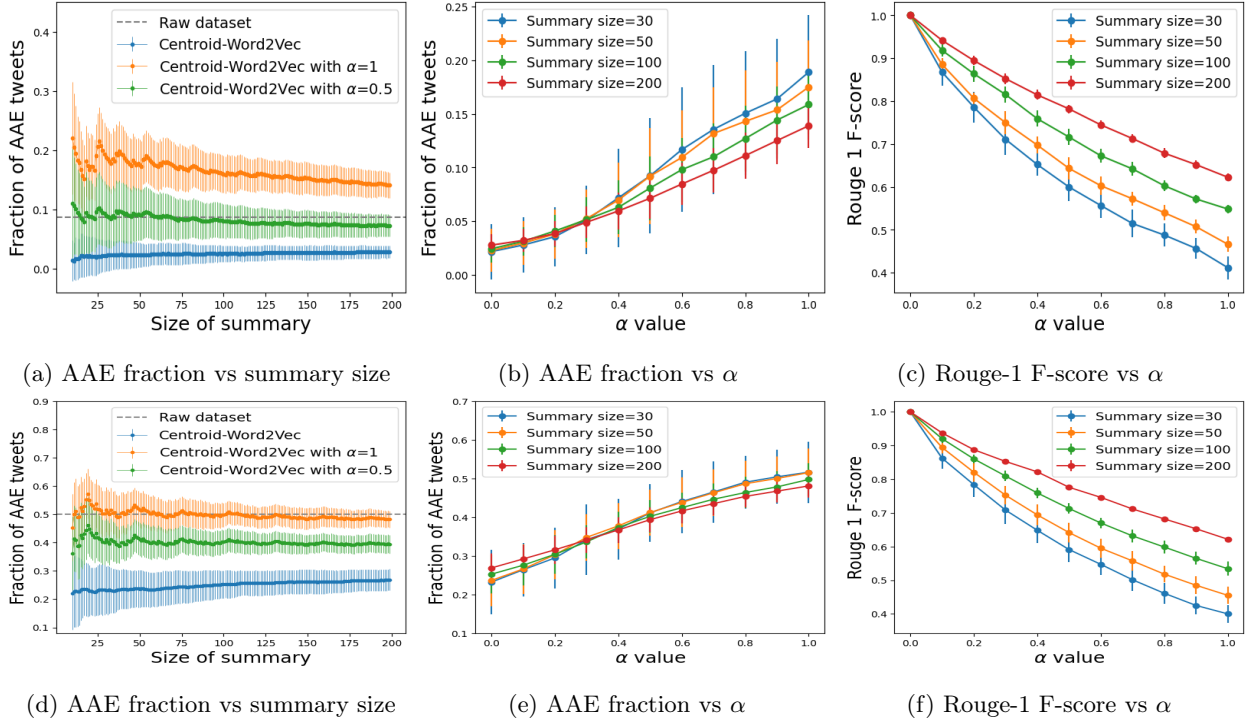 Fraction of AAE tweets
0.4
0.3
0.2
0.1
0.0
Raw dataset
Centroid-Word2Vec
Centroid-Word2Vec with α=1
Centroid-Word2Vec with α=0.5
25 50 75 100 125 150 175 200
Size of summary
(a) AAE fraction vs summary size
Fraction of AAE tweets
0.25
0.20
0.15
0.10
0.05
0.00
Summary size=30
Summary size=50
Summary size=100
Summary size=200
0.0 0.2 0.4 0.6 0.8 1.0
α value
(b) AAE fraction vs α
Rouge 1 F-score
1.0
0.9
0.8
0.7
0.6
0.5
0.4
Summary size=30
Summary size=50
Summary size=100
Summary size=200
0.0 0.2 0.4 0.6 0.8 1.0
α value
(c) Rouge-1 F-score vs α
Fraction of AAE tweets
0.9
0.8
0.7
0.6
0.5
0.4
0.3
0.2
0.1
Raw dataset
Centroid-Word2Vec
Centroid-Word2Vec with α=1
Centroid-Word2Vec with α=0.5
25 50 75 100 125 150 175 200
Size of summary
(d) AAE fraction vs summary size
Fraction of AAE tweets
0.7
0.6
0.5
0.4
0.3
0.2
0.1
Summary size=30
Summary size=50
Summary size=100
Summary size=200
0.0 0.2 0.4 0.6 0.8 1.0
α value
(e) AAE fraction vs α
Rouge 1 F-score
1.0
0.9
0.8
0.7
0.6
0.5
0.4
Summary size=30
Summary size=50
Summary size=100
Summary size=200
0.0 0.2 0.4 0.6 0.8 1.0
α value
(f) Rouge-1 F-score vs α